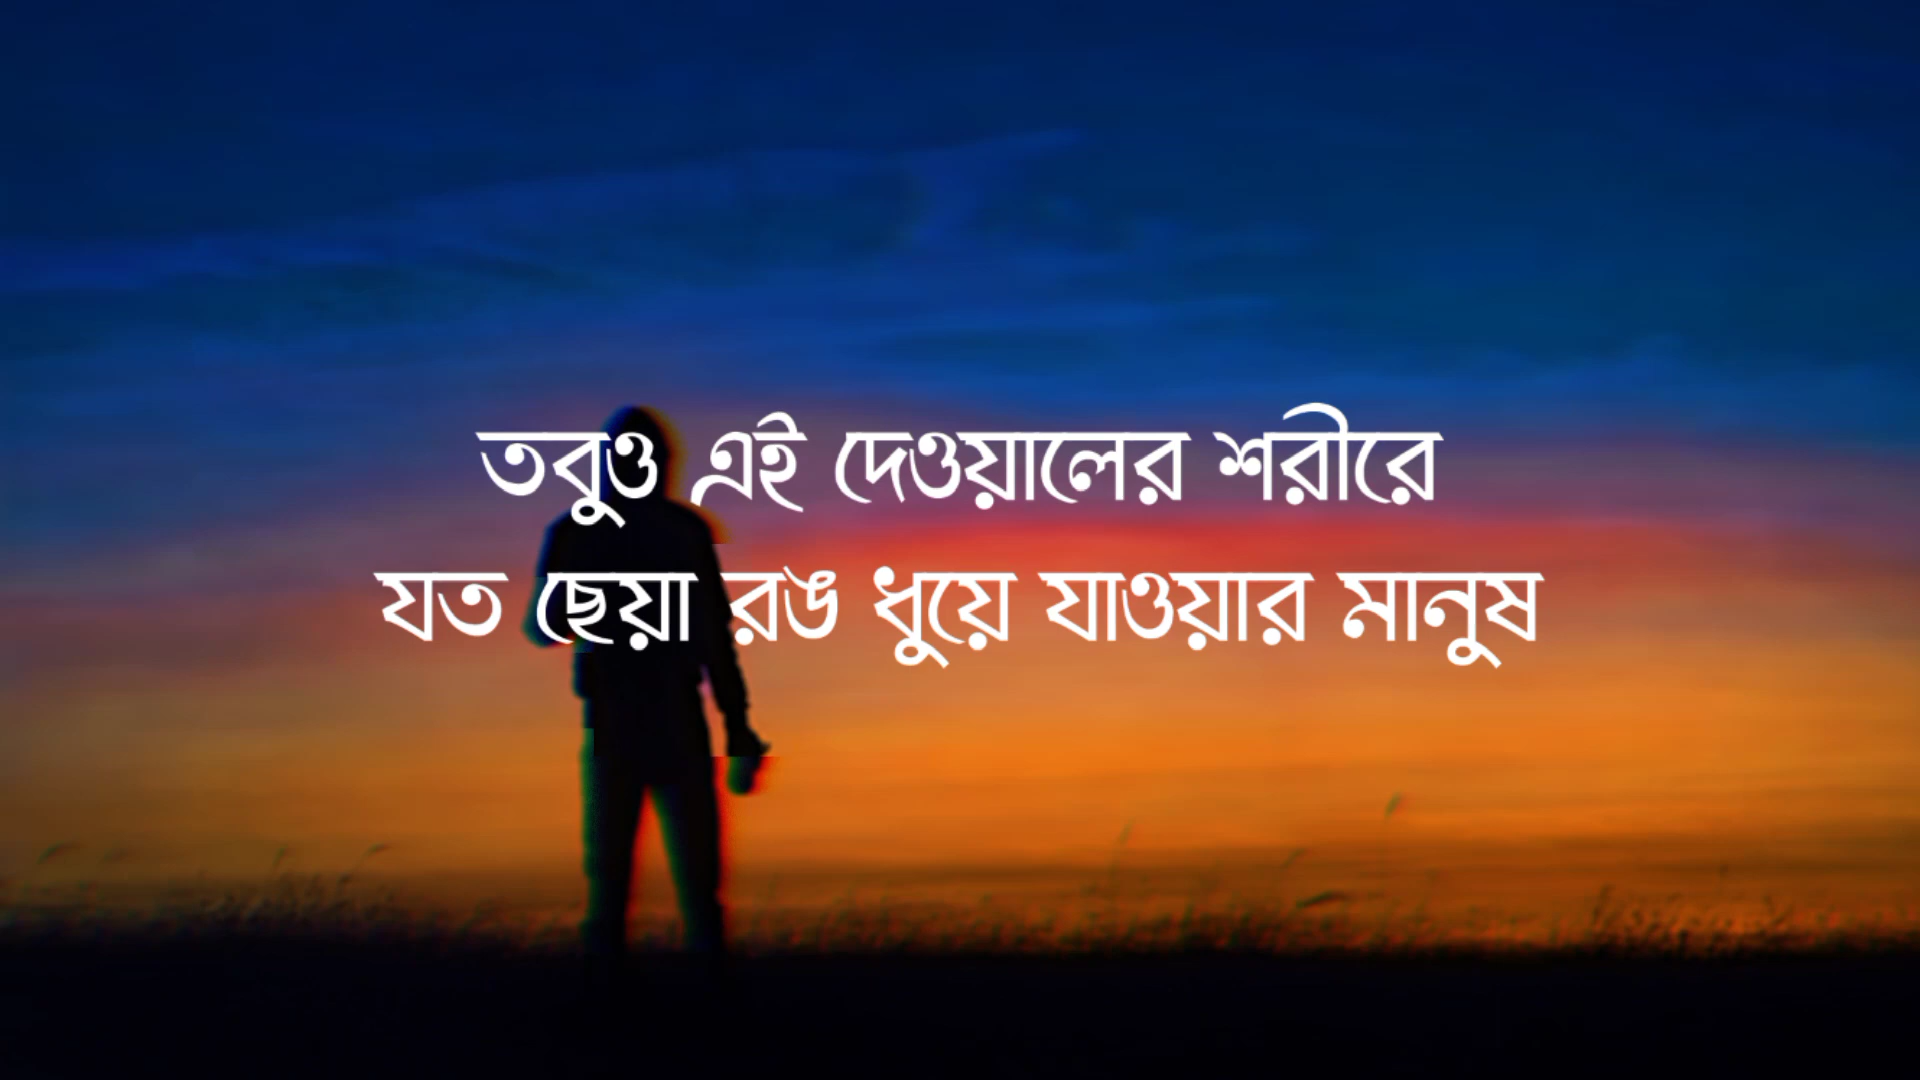 তবুও এই দেওয়ালের শরীরে
যত ছেয়া রঙ ধুয়ে যাওয়ার মানুষ